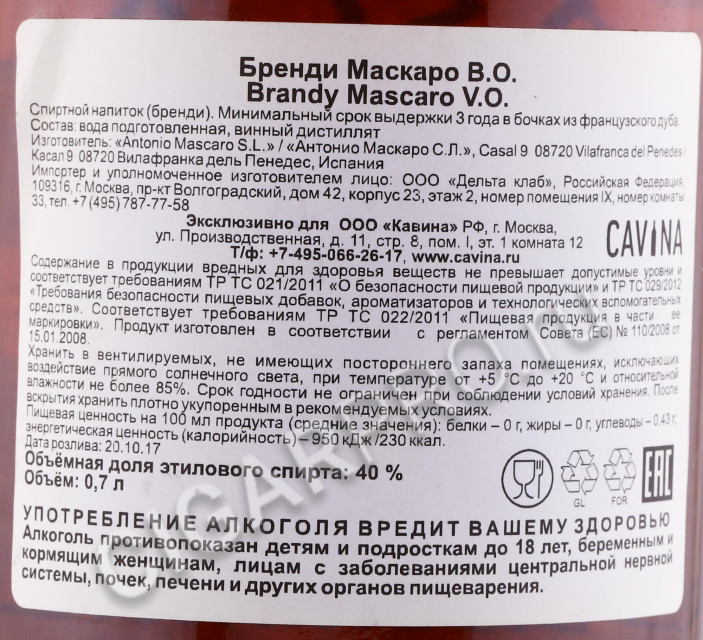 Бренди Маскаро В.О.
Brandy Mascaro V.O.
Спиртной напиток (бренди). Минимальный срок выдержки 3 года в бочках из французского дуба.
Состав: вода подготовленная, винный дистиллят
Изготовитель: «Antonio Mascaro S.L.» / «Антонио Маскаро С.Л.», Casal 9 08720 Vilafranca del Penedes /
Касал 9 08720 Вилафранка дель Пенедес, Испания
Импортер и уполномоченное изготовителем лицо: ООО «Дельта клаб», Российская Федерация,
109316, г. Москва, пр-кт Волгоградский, дом 42, корпус 23, этаж 2, номер помещения IX, номер комнаты
33, тел. +7 (495) 787-77-58
Эксклюзивно для ООО «Кавина» РФ, г. Москва,
ул. Производственная, д. 11, стр. 8, пом. I, эт. 1 комната 12
Т/ф: +7-495-066-26-17, www.cavina.ru
CAVINA
Содержание в продукции вредных для здоровья веществ не превышает допустимые уровни и
соответствует требованиям ТР ТС 021/2011 «О безопасности пищевой продукции» и ТР ТС 029/2012
«Требования безопасности пищевых добавок, ароматизаторов и технологических вспомогательных
средств». Соответствует требованиям ТР ТС 022/2011 «Пищевая продукция в части ее
маркировки». Продукт изготовлен в соответствии с регламентом Совета (Ес) № 110/2008 от
15.01.2008.
Хранить в вентилируемых, не имеющих постороннего запаха помещениях, исключающих
воздействие прямого солнечного света, при температуре от +5 °С до +20 °С и относительной
влажности не более 85%. Срок годности не ограничен при соблюдении условий хранения. После
вскрытия хранить плотно укупоренным в рекомендуемых условиях.
Пищевая ценность на 100 мл продукта (средние значения): белки – 0 г, жиры – 0 г, углеводы – 0,43 г,
энергетическая ценность (калорийность) – 950 кДж /230 ккал.
Дата розлива: 20.10.17
Объёмная доля этилового спирта: 40 %
Объём: 0,7 л
GL
FOR
EAC
УПОТРЕБЛЕНИЕ АЛКОГОЛЯ ВРЕДИТ ВАШЕМУ ЗДОРОВЬЮ
Алкоголь противопоказан детям и подросткам до 18 лет, беременным и
кормящим женщинам, лицам с заболеваниями центральной нервной
системы, почек, печени и других органов пищеварения.
CIGARPRO.ru